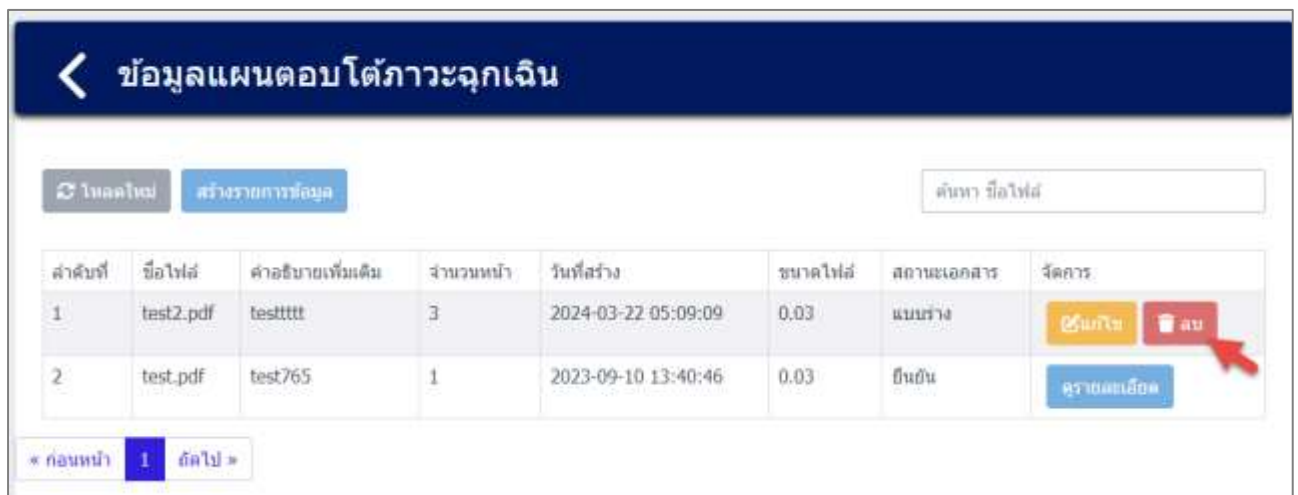 ข้อมูลแผนตอบโต้ภาวะฉุกเฉิน
โหลดใหม่ สร้างรายการข้อมูล ค้นหา ชื่อไฟล์
ลำดับที่ ชื่อไฟล์ คำอธิบายเพิ่มเติม จำนวนหน้า วันที่สร้าง ขนาดไฟล์ สถานะเอกสาร จัดการ
1 test2.pdf testtttt 3 2024-03-22 05:09:09 0.03 แบบร่าง แก้ไข ลบ
2 test.pdf test765 1 2023-09-10 13:40:46 0.03 ยืนยัน ดูรายละเอียด
« ก่อนหน้า 1 ถัดไป »